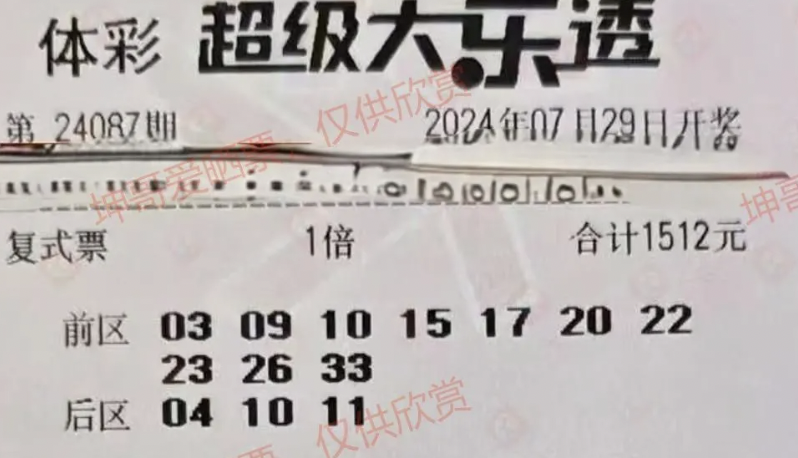 体彩 超级大乐透
第 24087期 2024年07月29日开奖
复式票 1倍 合计1512元
前区 03 09 10 15 17 20 22
23 26 33
后区 04 10 11
坤哥爱晒票，仅供欣赏
仅供欣赏
坤哥